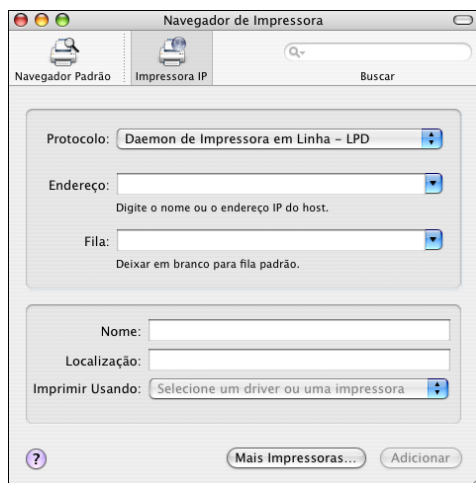 Navegador de Impressora
Navegador Padrão Impressora IP Buscar
Protocolo: Daemon de Impressora em Linha – LPD
Endereço:
Digite o nome ou o endereço IP do host.
Fila:
Deixar em branco para fila padrão.
Nome:
Localização:
Imprimir Usando: Selecione um driver ou uma impressora
? Mais Impressoras... Adicionar